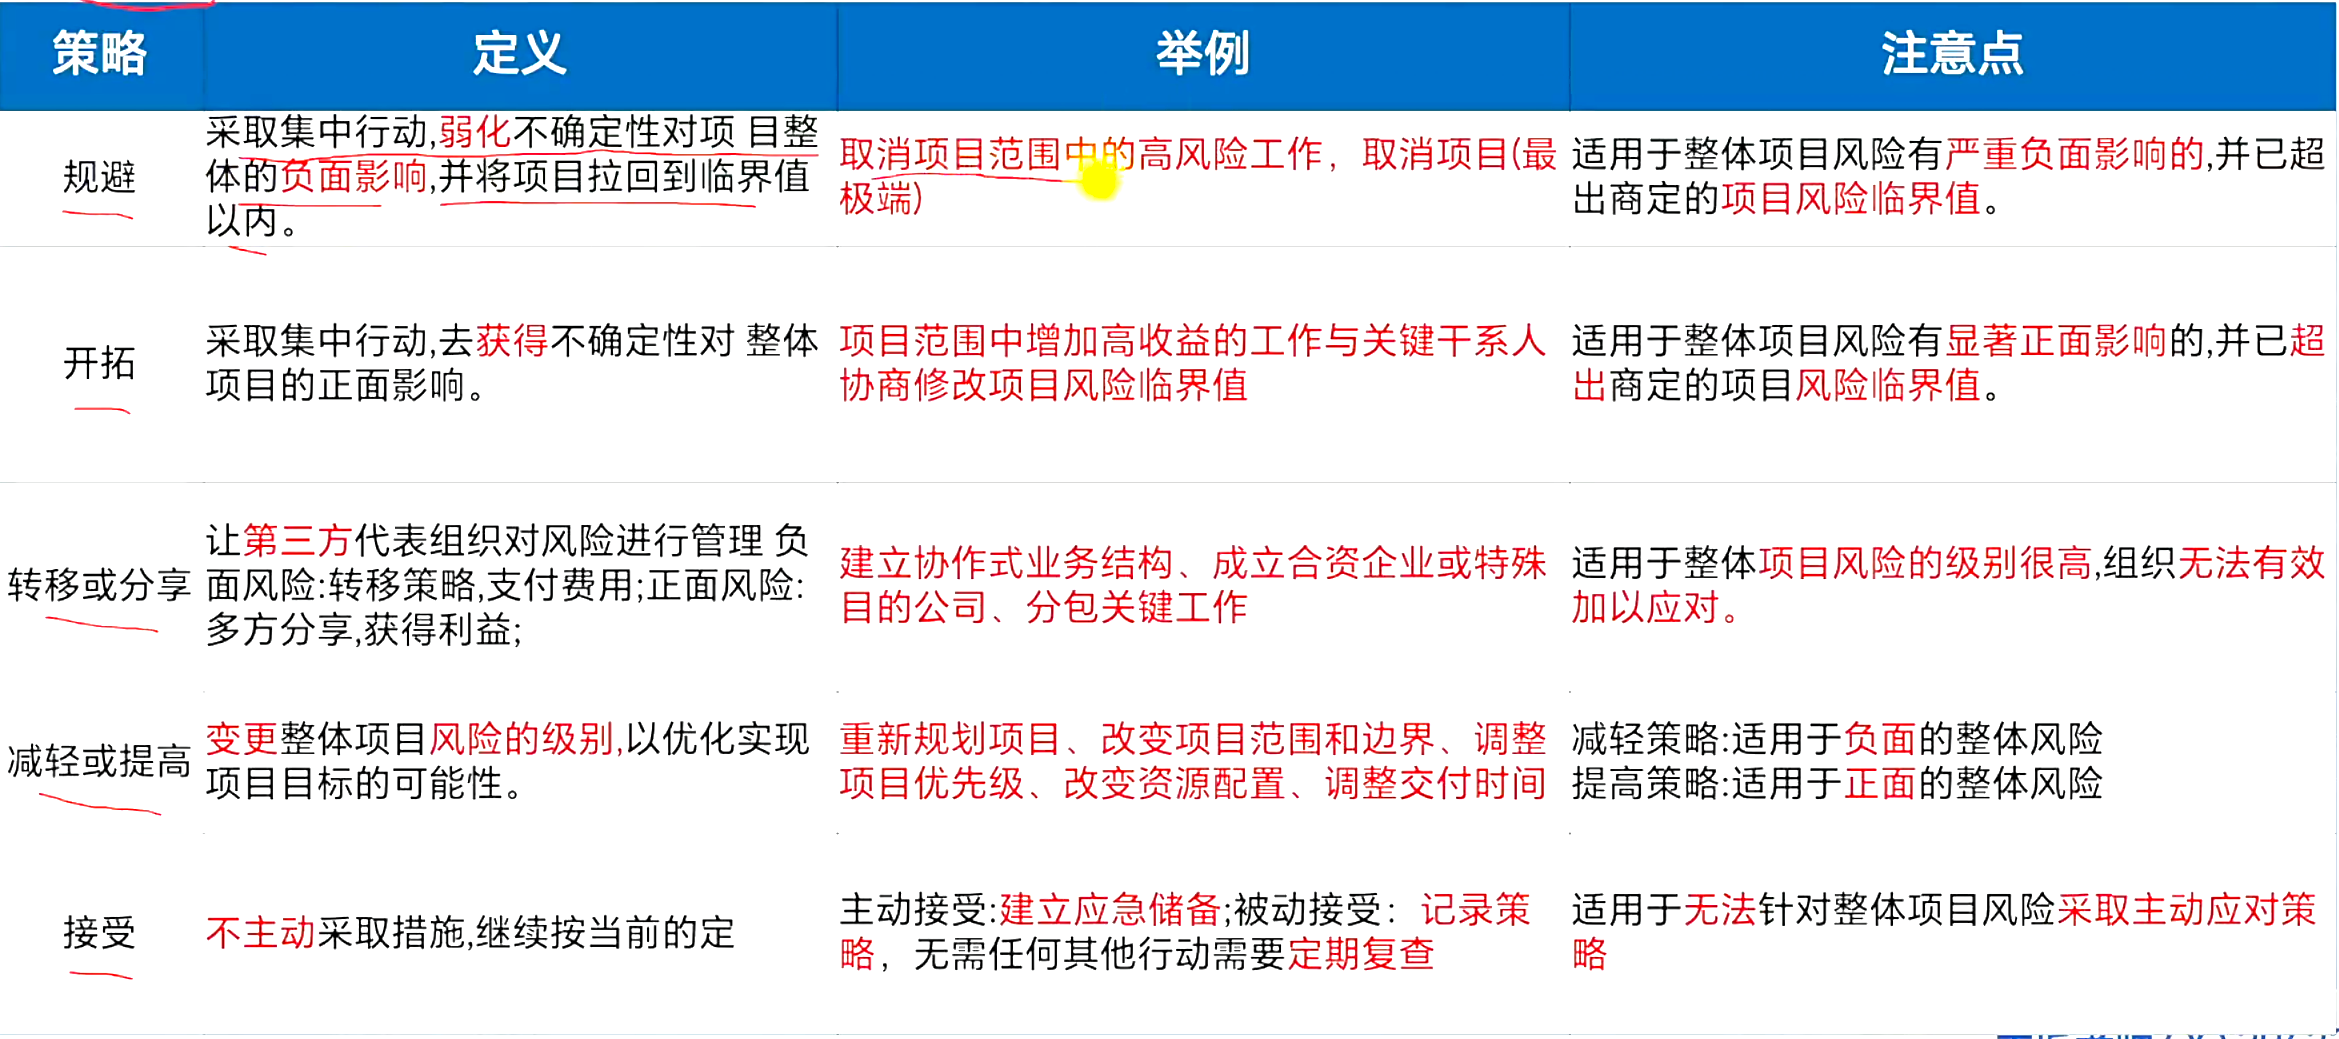 策略 定义 举例 注意点
规避
采取集中行动,弱化不确定性对项 目整
体的负面影响,并将项目拉回到临界值
以内。
取消项目范围中的高风险工作，取消项目(最
极端)
适用于整体项目风险有严重负面影响的,并已超
出商定的项目风险临界值。
开拓
采取集中行动,去获得不确定性对 整体
项目的正面影响。
项目范围中增加高收益的工作与关键干系人
协商修改项目风险临界值
适用于整体项目风险有显著正面影响的,并已超
出商定的项目风险临界值。
转移或分享
让第三方代表组织对风险进行管理 负
面风险:转移策略,支付费用;正面风险:
多方分享,获得利益;
建立协作式业务结构、成立合资企业或特殊
目的公司、分包关键工作
适用于整体项目风险的级别很高,组织无法有效
加以应对。
减轻或提高
变更整体项目风险的级别,以优化实现
项目目标的可能性。
重新规划项目、改变项目范围和边界、调整
项目优先级、改变资源配置、调整交付时间
减轻策略:适用于负面的整体风险
提高策略:适用于正面的整体风险
接受
不主动采取措施,继续按当前的定
主动接受:建立应急储备;被动接受：记录策
略，无需任何其他行动需要定期复查
适用于无法针对整体项目风险采取主动应对策
略